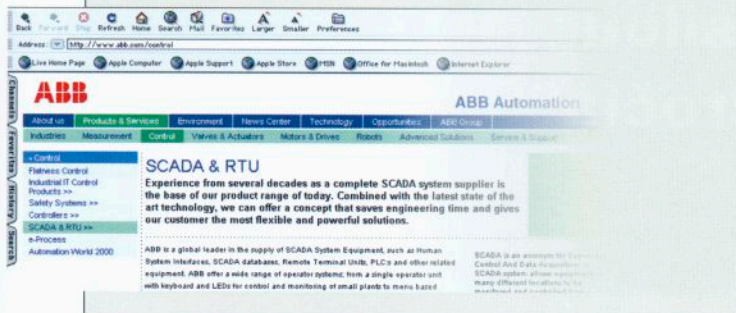 Back Forward Stop Refresh Home Search Mail Favorites Larger Smaller Preferences
Address: http://www.abb.com/control
Live Home Page Apple Computer Apple Support Apple Store MSN Office for Macintosh Internet Explorer
Channels
Favorites
History
Search
ABB
ABB Automation
About us Products & Services Environment News Center Technology Opportunities ABB Group
Industries Measurement Control Valves & Actuators Motors & Drives Robots Advanced Solutions Service & Support
Control
Flatness Control
Industrial IT Control
Products >>
Safety Systems >>
Controllers >>
SCADA & RTU >>
e-Process
Automation World 2000
SCADA & RTU
Experience from several decades as a complete SCADA system supplier is
the base of our product range of today. Combined with the latest state of the
art technology, we can offer a concept that saves engineering time and gives
our customer the most flexible and powerful solutions.
ABB is a global leader in the supply of SCADA System Equipment, such as Human
System Interfaces, SCADA databases, Remote Terminal Units, PLC's and other related
equipment. ABB offer a wide range of operator systems; from a single operator unit
with keyboard and LEDs for control and monitoring of small plants to menu based
SCADA is an acronym for
Control And Data
SCADA system allows
many different locations to be
monitored and